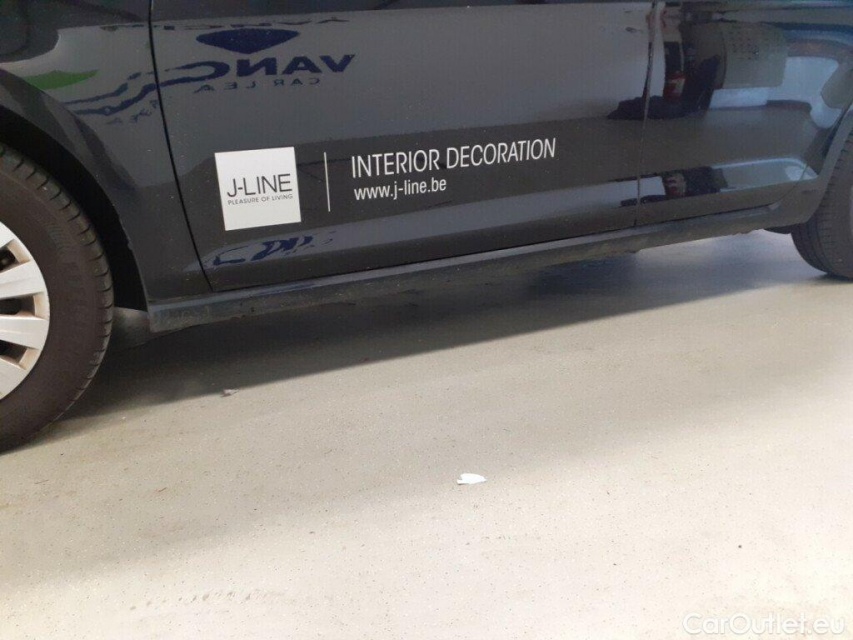 VANC
CAR LEA
J-LINE
PLEASURE OF LIVING
INTERIOR DECORATION
www.j-line.be
CarOutlet.eu